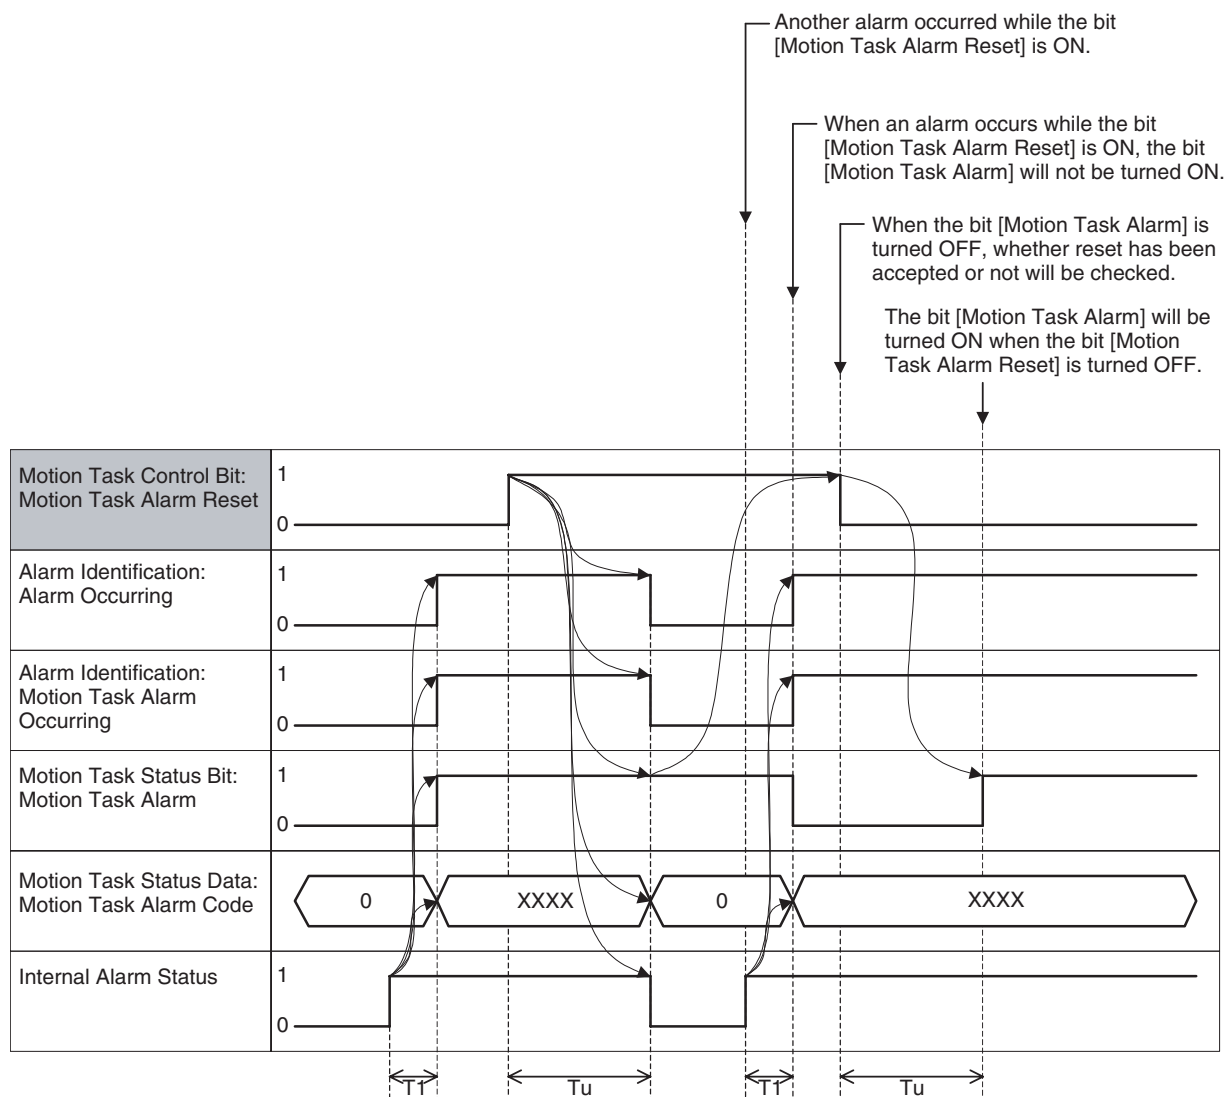 Another alarm occurred while the bit
[Motion Task Alarm Reset] is ON.
When an alarm occurs while the bit
[Motion Task Alarm Reset] is ON, the bit
[Motion Task Alarm] will not be turned ON.
When the bit [Motion Task Alarm] is
turned OFF, whether reset has been
accepted or not will be checked.
The bit [Motion Task Alarm] will be
turned ON when the bit [Motion
Task Alarm Reset] is turned OFF.
Motion Task Control Bit:
Motion Task Alarm Reset
1
0
Alarm Identification:
Alarm Occurring
1
0
Alarm Identification:
Motion Task Alarm
Occurring
1
0
Motion Task Status Bit:
Motion Task Alarm
1
0
Motion Task Status Data:
Motion Task Alarm Code
0 XXXX 0 XXXX
Internal Alarm Status
1
0
T1 Tu T1 Tu